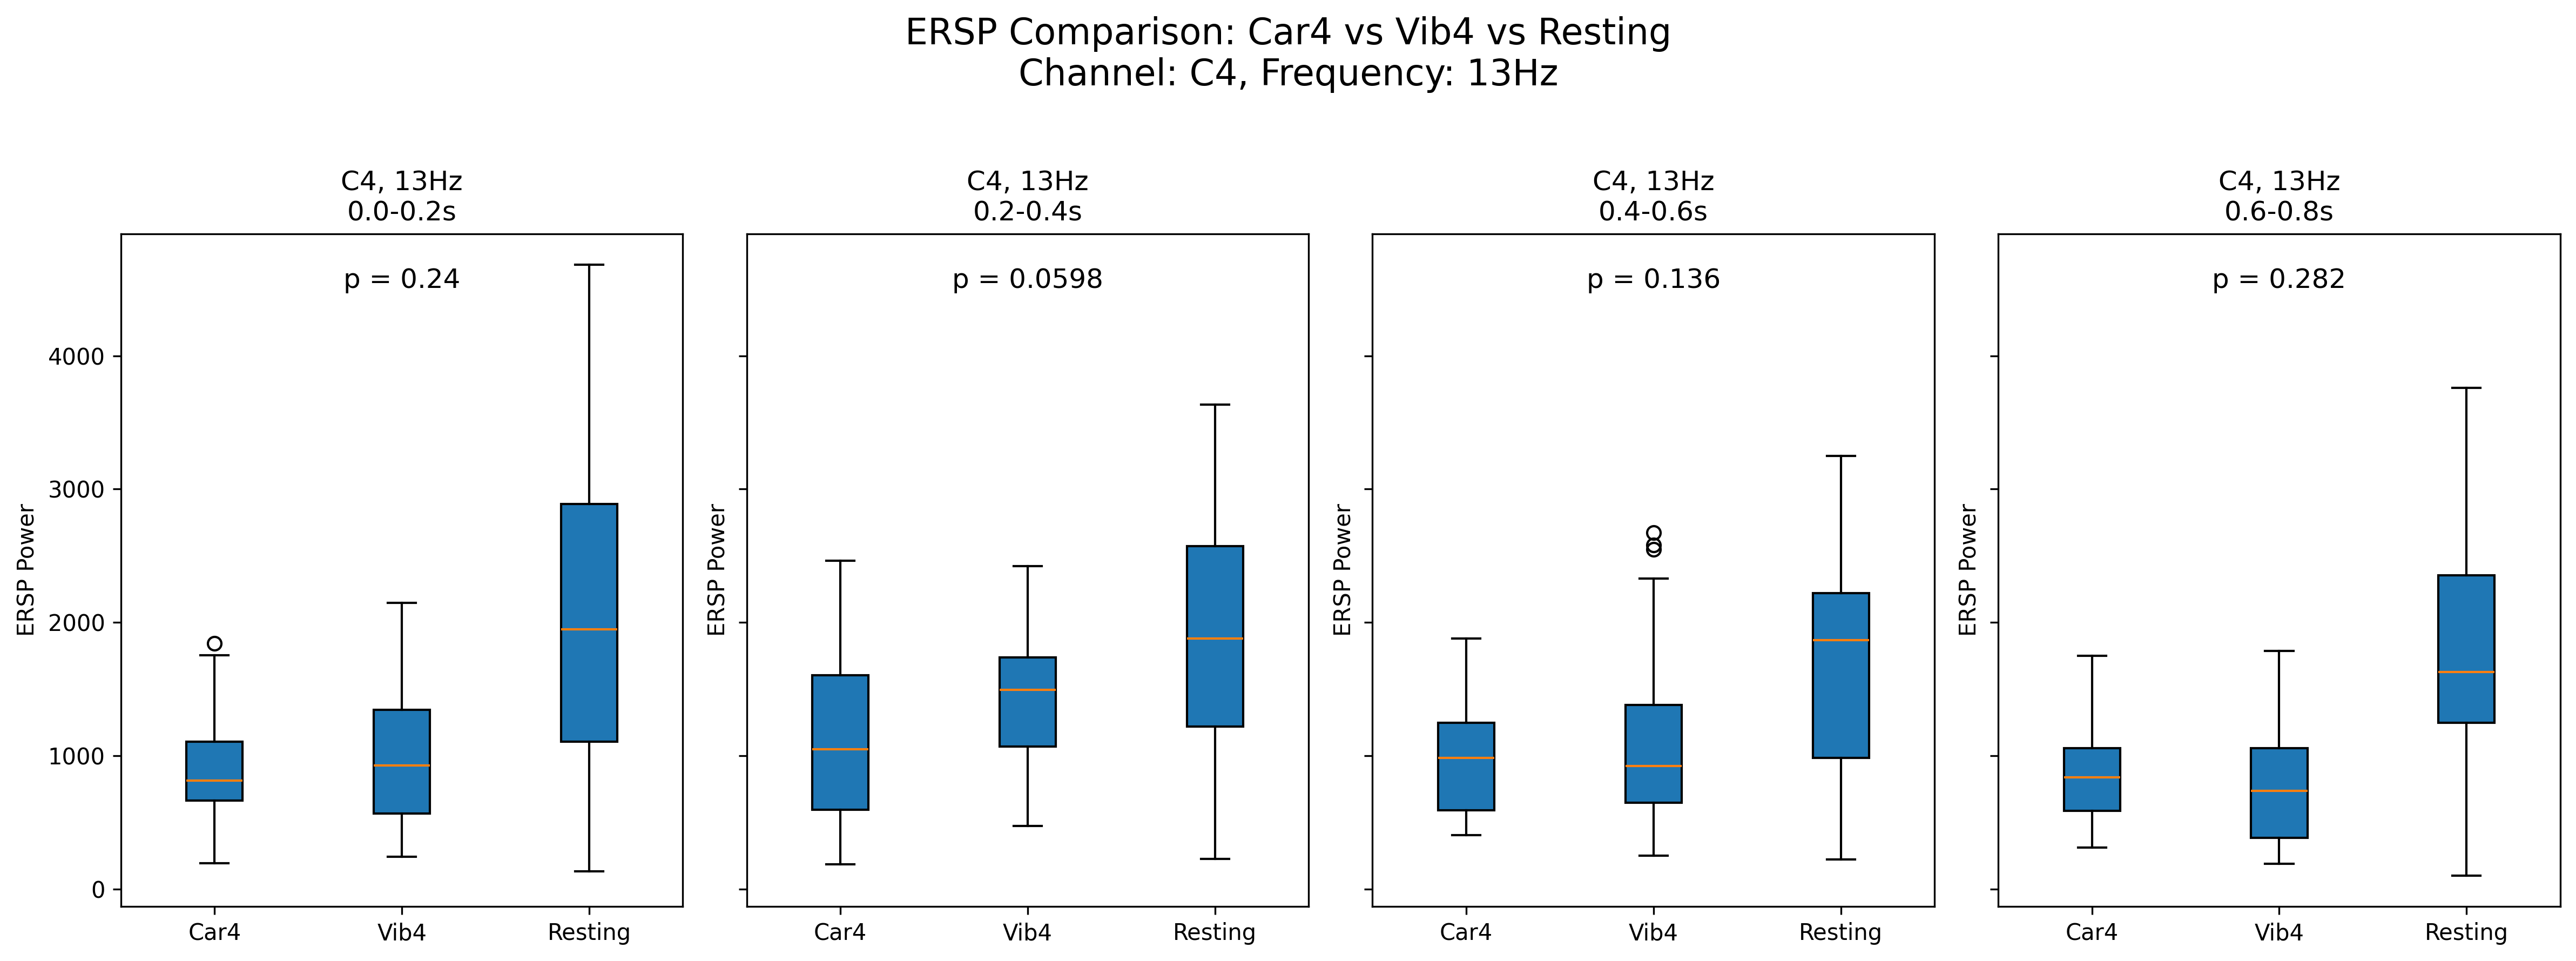 ERSP Comparison: Car4 vs Vib4 vs Resting
Channel: C4, Frequency: 13Hz
C4, 13Hz
0.0-0.2s
p = 0.24
ERSP Power
4000
3000
2000
1000
0
Car4 Vib4 Resting
C4, 13Hz
0.2-0.4s
p = 0.0598
ERSP Power
Car4 Vib4 Resting
C4, 13Hz
0.4-0.6s
p = 0.136
ERSP Power
Car4 Vib4 Resting
C4, 13Hz
0.6-0.8s
p = 0.282
ERSP Power
Car4 Vib4 Resting